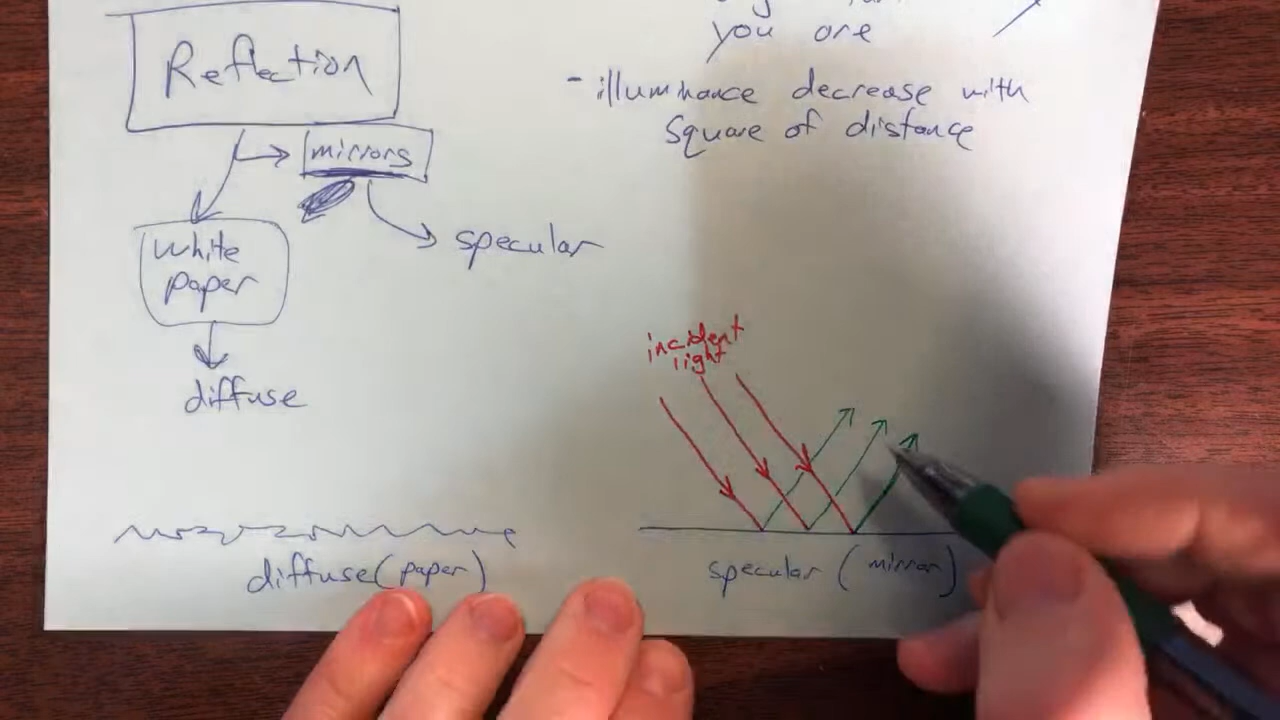 Reflection
mirrors
specular
white
paper
diffuse
you are
- illuminance decrease with
square of distance
incident
light
diffuse (paper)
specular (mirror)